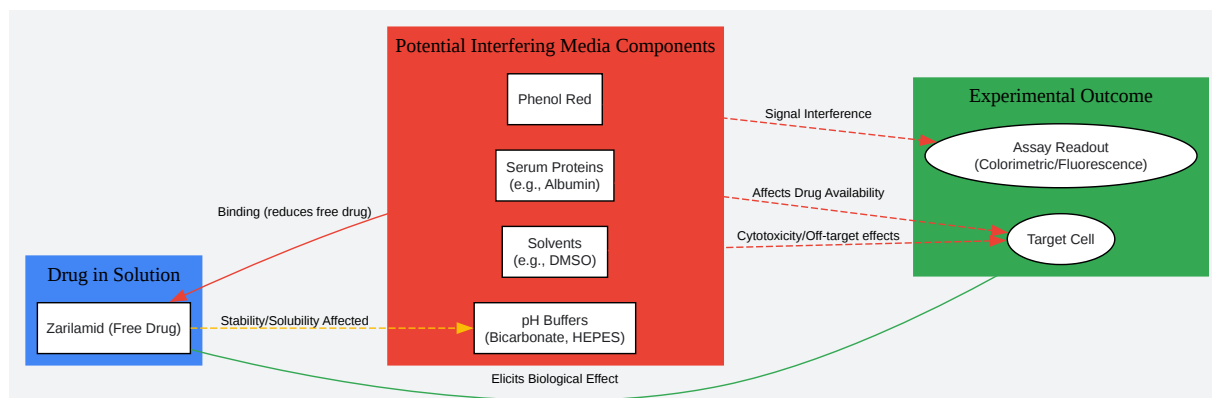 Potential Interfering Media Components
Phenol Red
Serum Proteins
(e.g., Albumin)
Solvents
(e.g., DMSO)
pH Buffers
(Bicarbonate, HEPES)
Drug in Solution
Zarilamid (Free Drug)
Experimental Outcome
Assay Readout
(Colorimetric/Fluorescence)
Target Cell
Signal Interference
Affects Drug Availability
Cytotoxicity/Off-target effects
Binding (reduces free drug)
Stability/Solubility Affected
Elicits Biological Effect